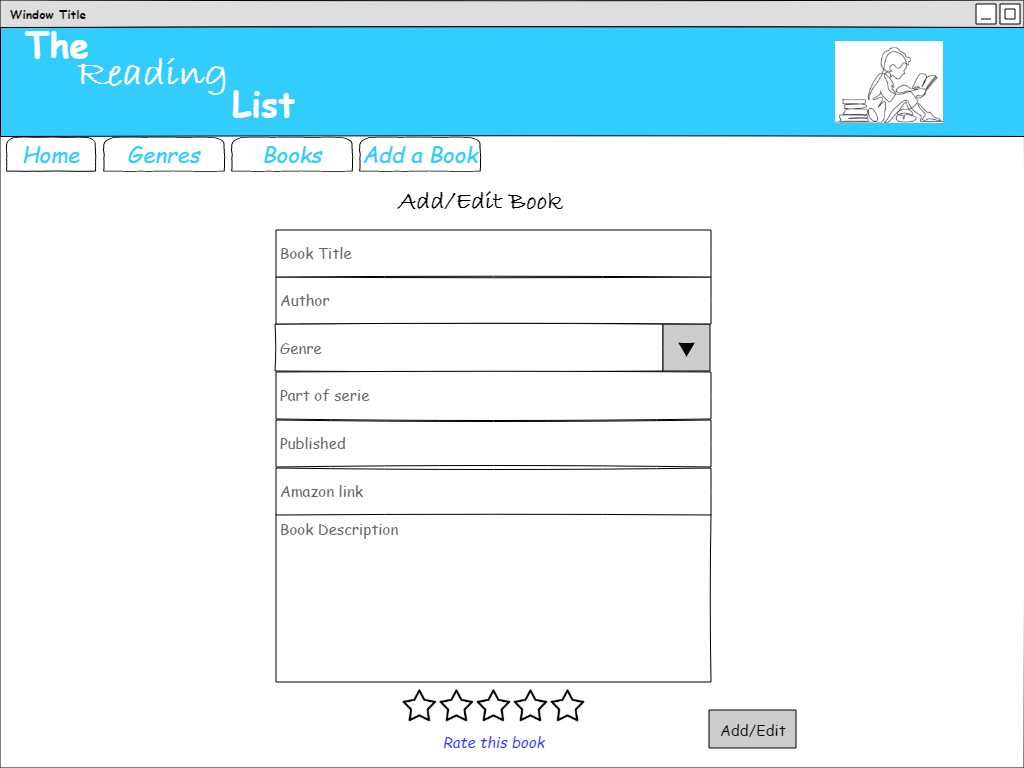 Window Title
The
Reading
List
Home Genres Books Add a Book
Add/Edit Book
Book Title
Author
Genre
Part of serie
Published
Amazon link
Book Description
Rate this book
Add/Edit